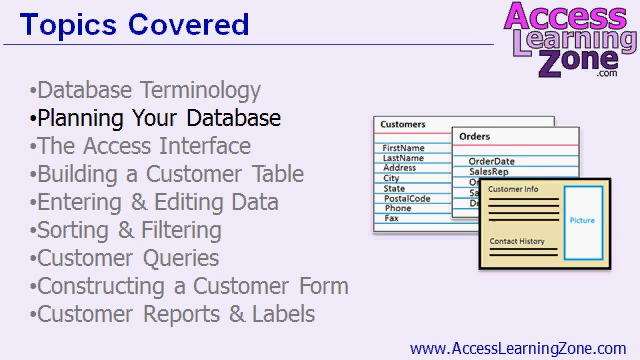 Topics Covered
Access
Learning
Zone
.com
•Database Terminology
•Planning Your Database
•The Access Interface
•Building a Customer Table
•Entering & Editing Data
•Sorting & Filtering
•Customer Queries
•Constructing a Customer Form
•Customer Reports & Labels
Customers
FirstName
LastName
Address
City
State
PostalCode
Phone
Fax
Orders
OrderDate
SalesRep
Customer Info
Picture
Contact History
www.AccessLearningZone.com